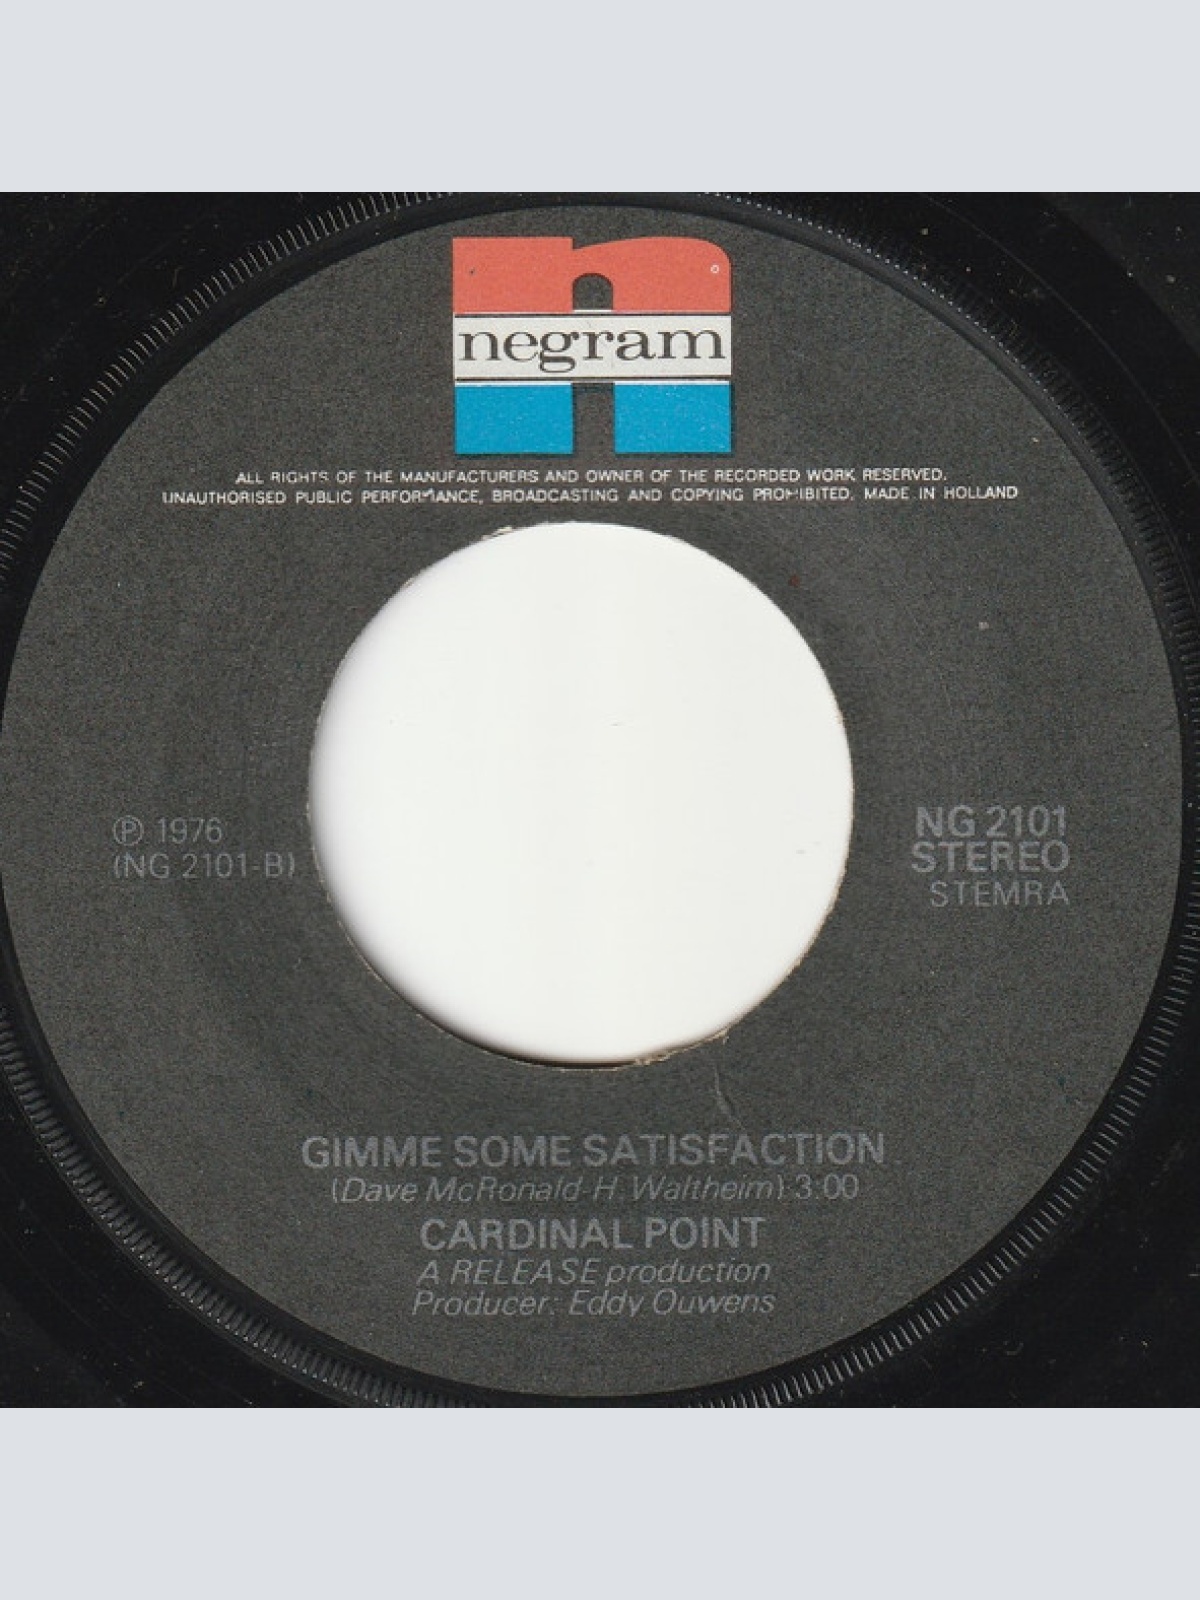 negram
ALL RIGHTS OF THE MANUFACTURERS AND OWNER OF THE RECORDED WORK RESERVED.
UNAUTHORISED PUBLIC PERFORMANCE, BROADCASTING AND COPYING PROHIBITED. MADE IN HOLLAND
℗ 1976
(NG 2101-B)
NG 2101
STEREO
STEMRA
GIMME SOME SATISFACTION
(Dave McRonald-H. Waltheim) 3:00
CARDINAL POINT
A RELEASE production
Producer: Eddy Ouwens